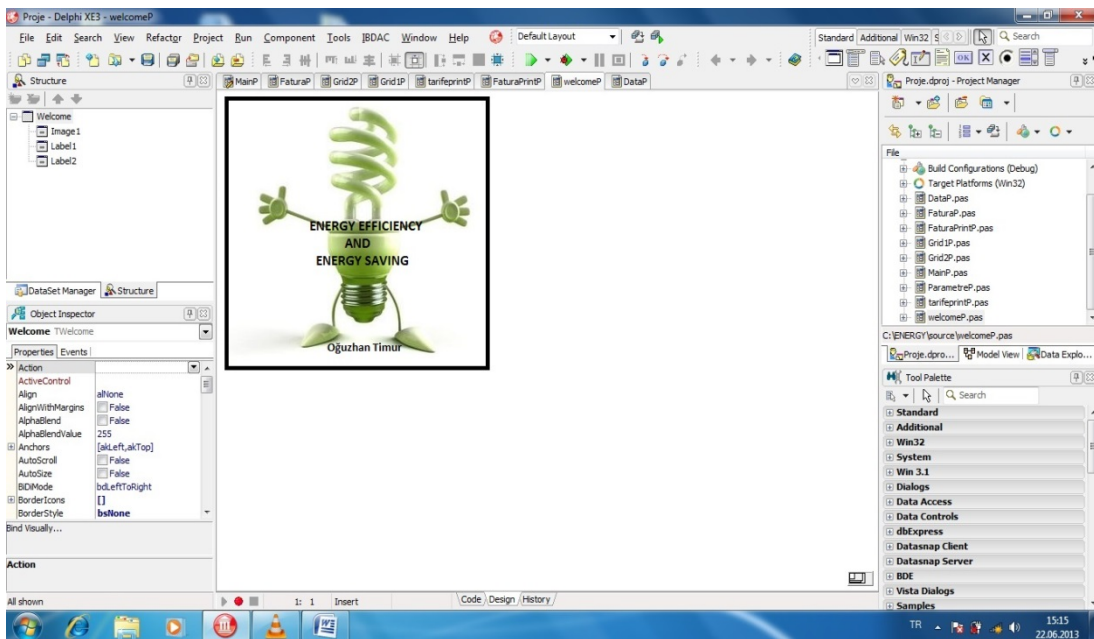 Proje - Delphi XE3 - welcomeP
File Edit Search View Refactor Project Run Component Tools IBDAC Window Help
Default Layout
Standard Additional Win32 S
Search
Structure
MainP FaturaP Grid2P Grid1P tarifeprintP FaturaPrintP welcomeP DataP
Proje.dproj - Project Manager
Welcome
Image1
Label1
Label2
ENERGY EFFICIENCY
AND
ENERGY SAVING
Oğuzhan Timur
File
Build Configurations (Debug)
Target Platforms (Win32)
DataP.pas
FaturaP.pas
FaturaPrintP.pas
Grid1P.pas
Grid2P.pas
MainP.pas
ParametreP.pas
tarifeprintP.pas
welcomeP.pas
DataSet Manager Structure
Object Inspector
Welcome TWelcome
Properties Events
Action
ActiveControl
Align alNone
AlignWithMargins False
AlphaBlend False
AlphaBlendValue 255
Anchors [akLeft,akTop]
AutoScroll False
AutoSize False
BiDiMode bdLeftToRight
BorderIcons []
BorderStyle bsNone
Bind Visually...
Action
All shown
C:\ENERGY\source\welcomeP.pas
Proje.dpro... Model View Data Explo...
Tool Palette
Search
Standard
Additional
Win32
System
Win 3.1
Dialogs
Data Access
Data Controls
dbExpress
Datasnap Client
Datasnap Server
BDE
Vista Dialogs
Samples
1: 1 Insert
Code Design History
TR
15:15
22.06.2013